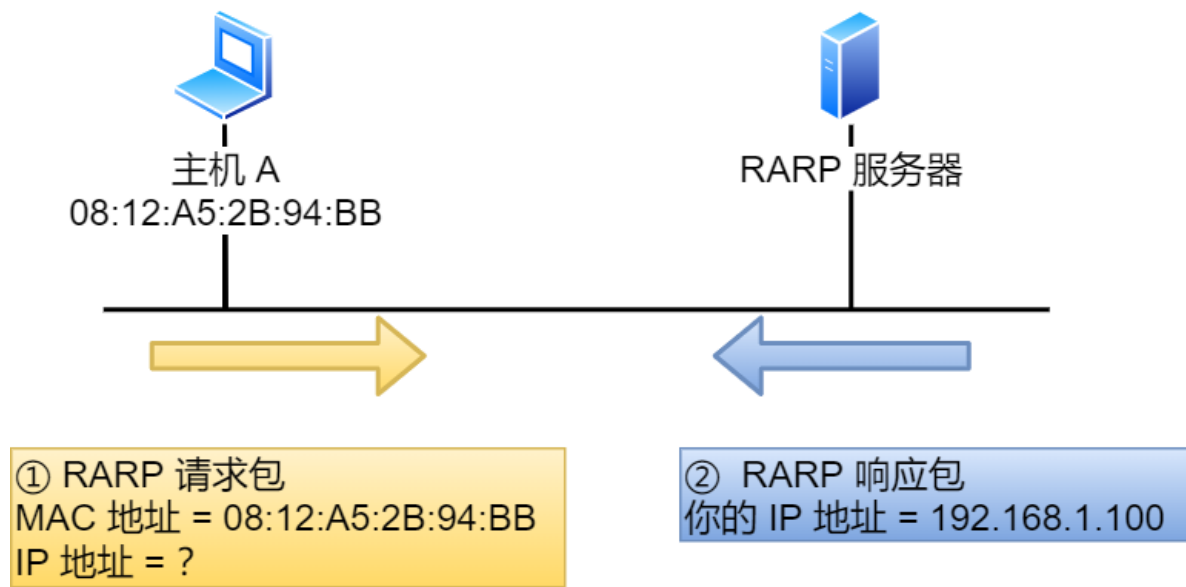 主机 A
08:12:A5:2B:94:BB
RARP 服务器
① RARP 请求包
MAC 地址 = 08:12:A5:2B:94:BB
IP 地址 = ?
② RARP 响应包
你的 IP 地址 = 192.168.1.100